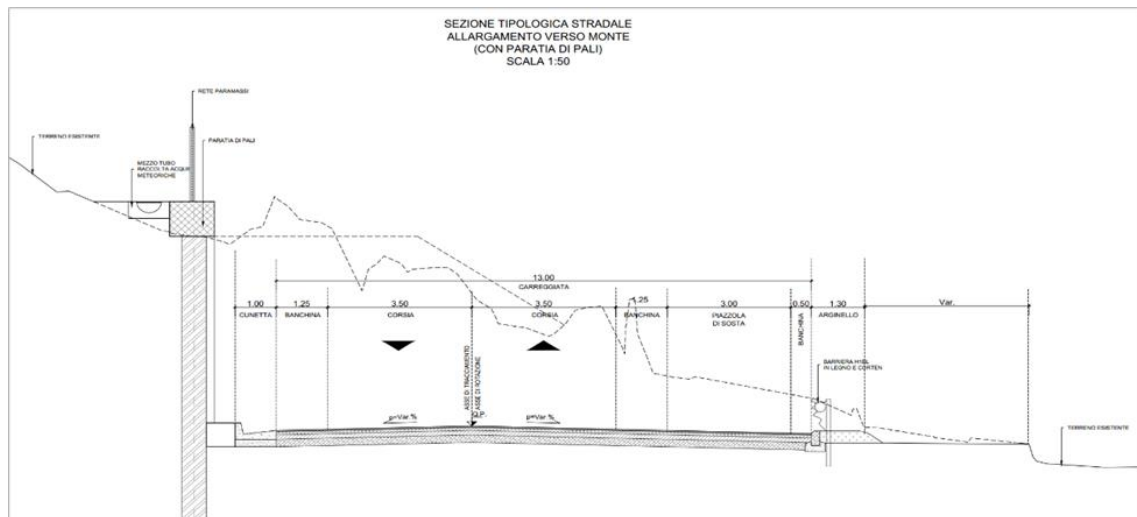 SEZIONE TIPOLOGICA STRADALE
ALLARGAMENTO VERSO MONTE
(CON PARATIA DI PALI)
SCALA 1:50
RETE PARAMASSI
TERRENO ESISTENTE
PARATIA DI PALI
MEZZO TUBO
RACCOLTA ACQUE
METEORICHE
13.00
CARREGGIATA
1.00
CUNETTA
1.25
BANCHINA
3.50
CORSIA
3.50
CORSIA
1.25
BANCHINA
3.00
PIAZZOLA
DI SOSTA
0.50
BANCHINA
1.30
ARGINELLO
Var.
ASSE DI TRACCIAMENTO
ASSE DI ROTAZIONE
BARRIERA H1BL
IN LEGNO E CORTEN
p=Var.%
Q.P.
p=Var.%
TERRENO ESISTENTE